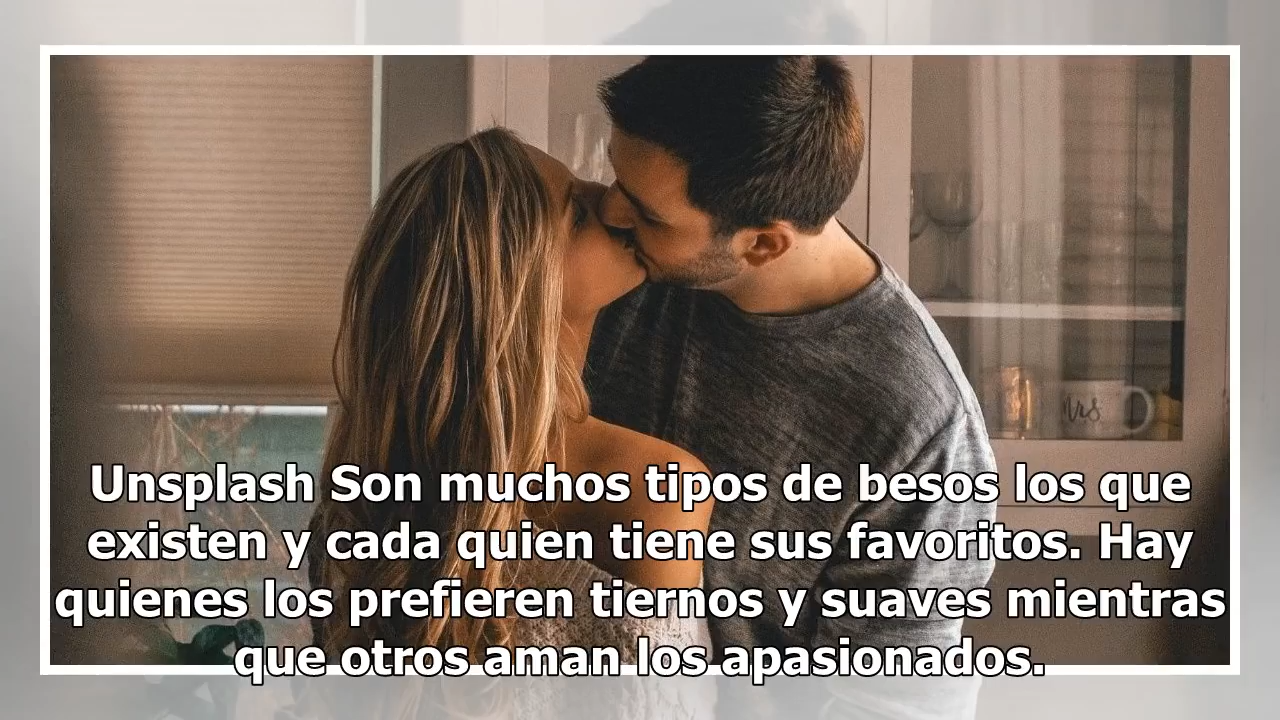 Mrs
Unsplash Son muchos tipos de besos los que
existen y cada quien tiene sus favoritos. Hay
quienes los prefieren tiernos y suaves mientras
que otros aman los apasionados.